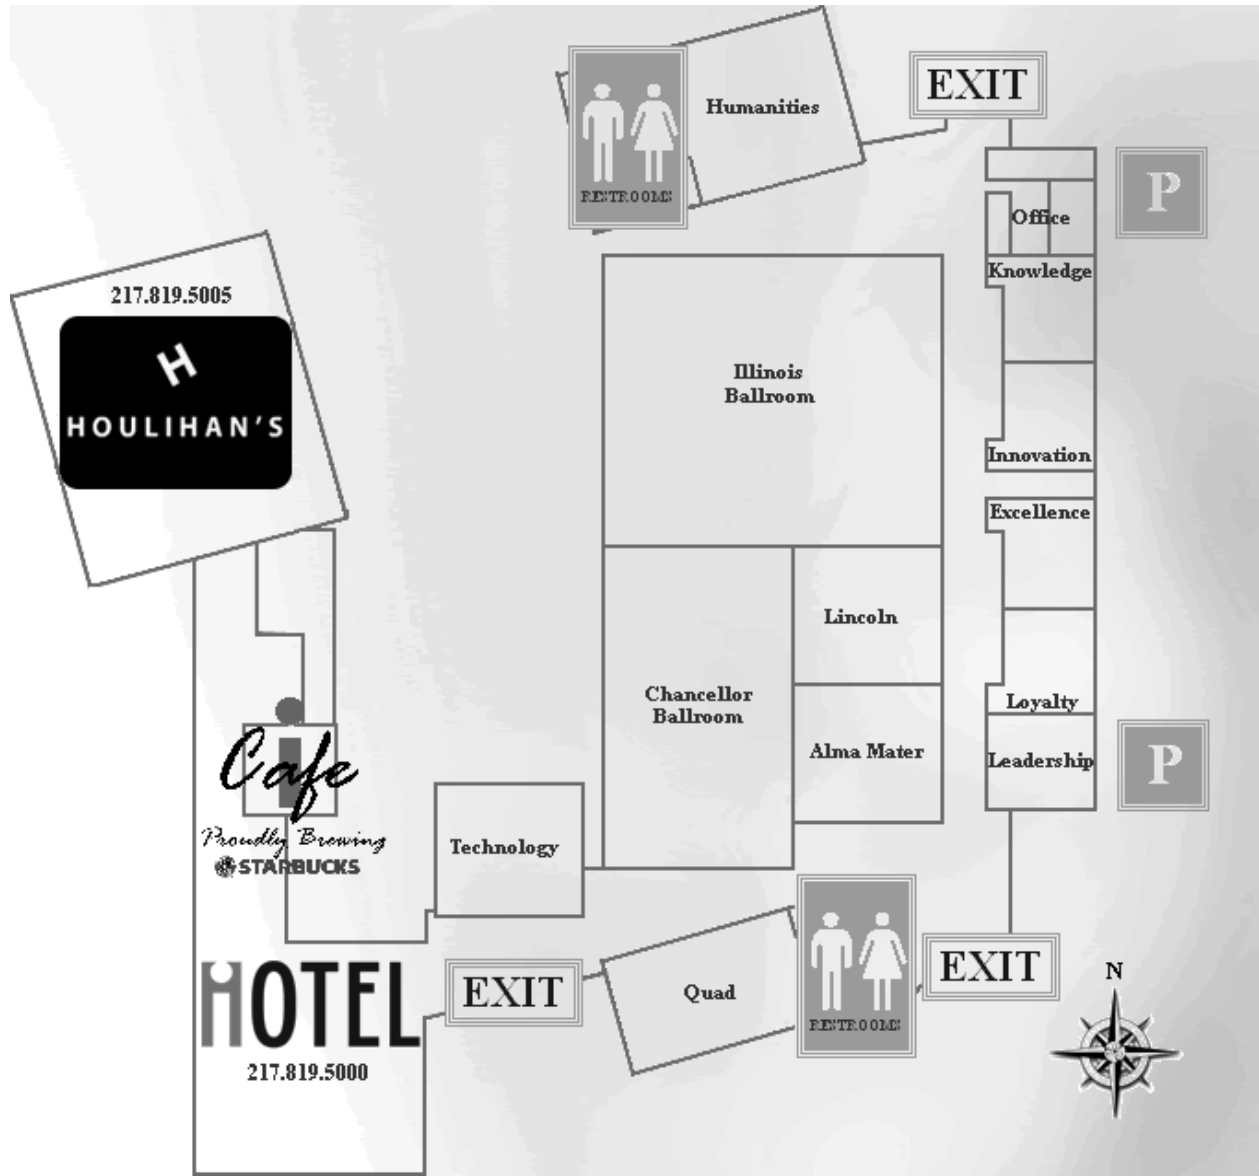 Humanities
RESTROOMS
EXIT
P
Office
Knowledge
217.819.5005
H
HOULIHAN'S
Illinois
Ballroom
Innovation
Excellence
Lincoln
Chancellor
Ballroom
Loyalty
Alma Mater
Leadership
P
Cafe
Proudly Brewing
STARBUCKS
Technology
HOTEL
217.819.5000
EXIT
Quad
RESTROOMS
EXIT
N